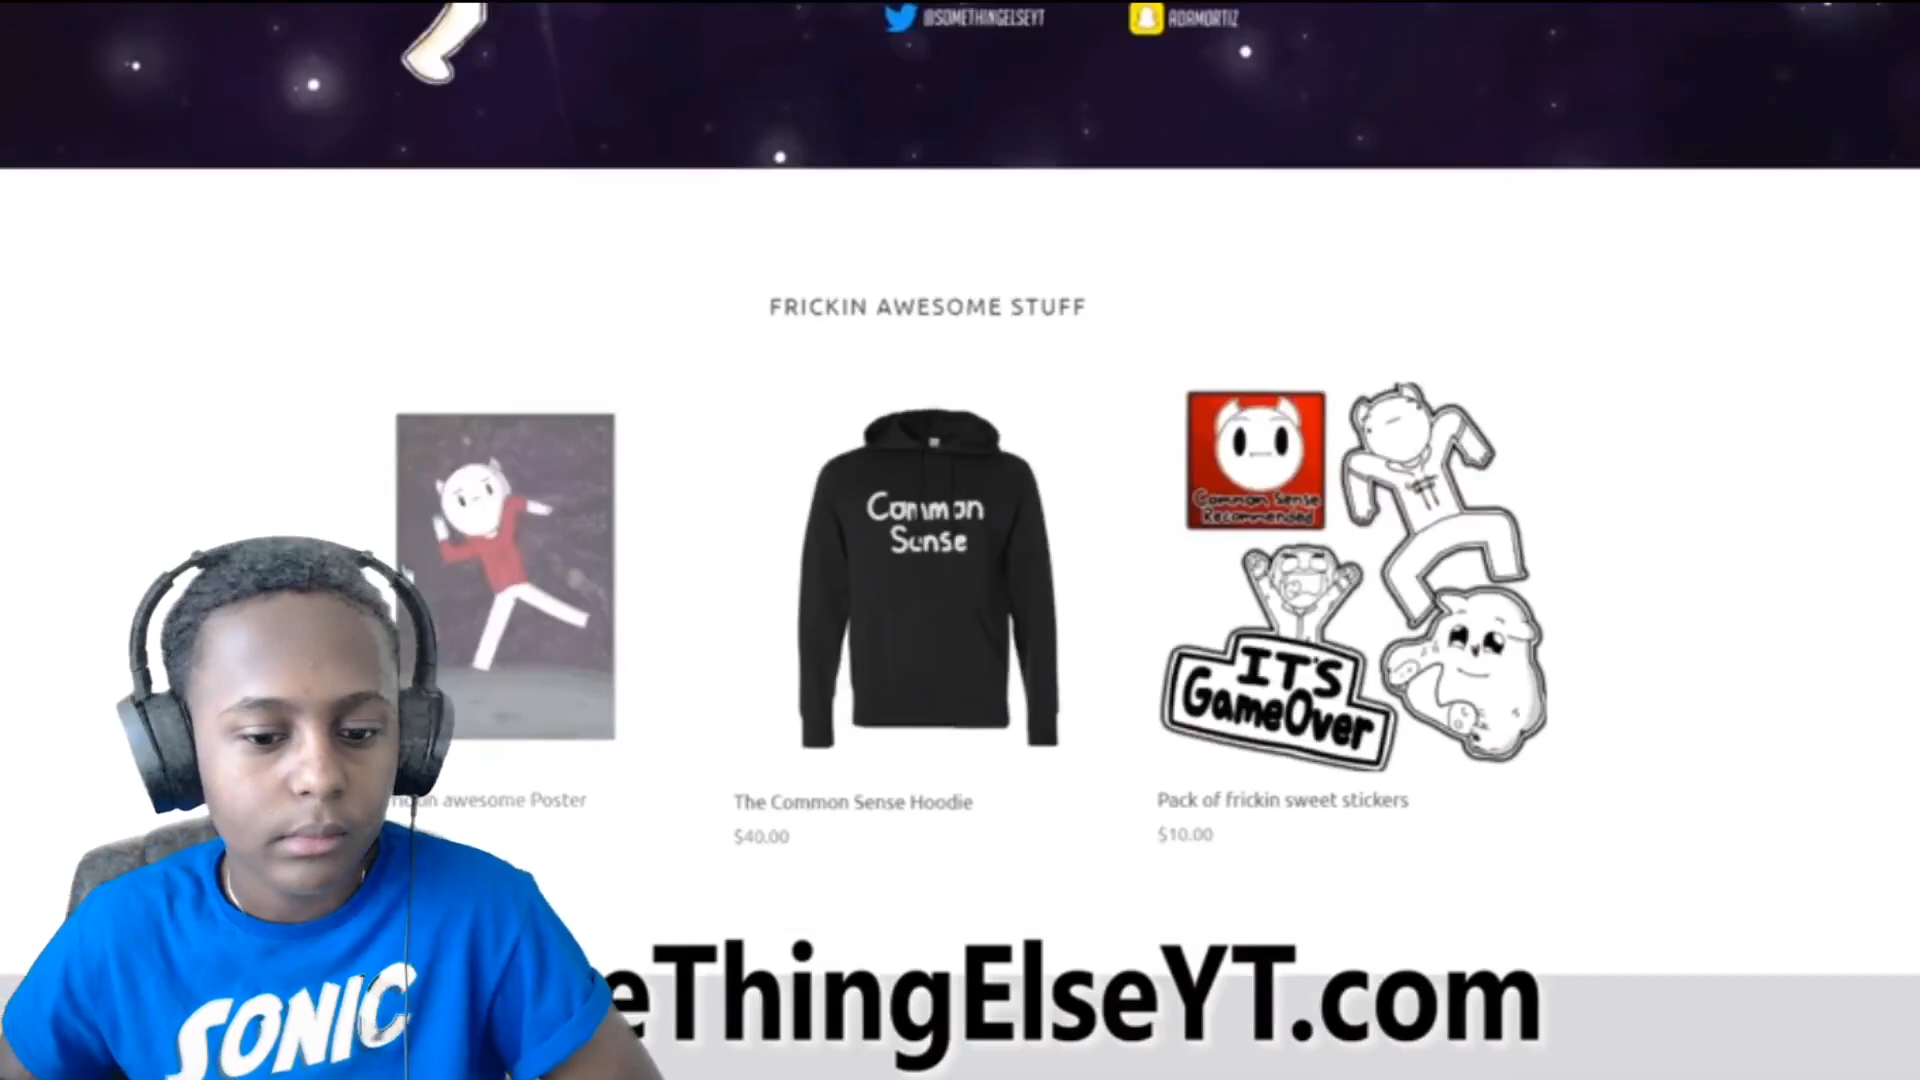 @SOMETHINGELSEYT
ADAMORTIZ
FRICKIN AWESOME STUFF
Common
Sense
Common Sense
Recommended
IT'S
GameOver
awesome Poster
The Common Sense Hoodie
$40.00
Pack of frickin sweet stickers
$10.00
eThingElseYT.com
SONIC